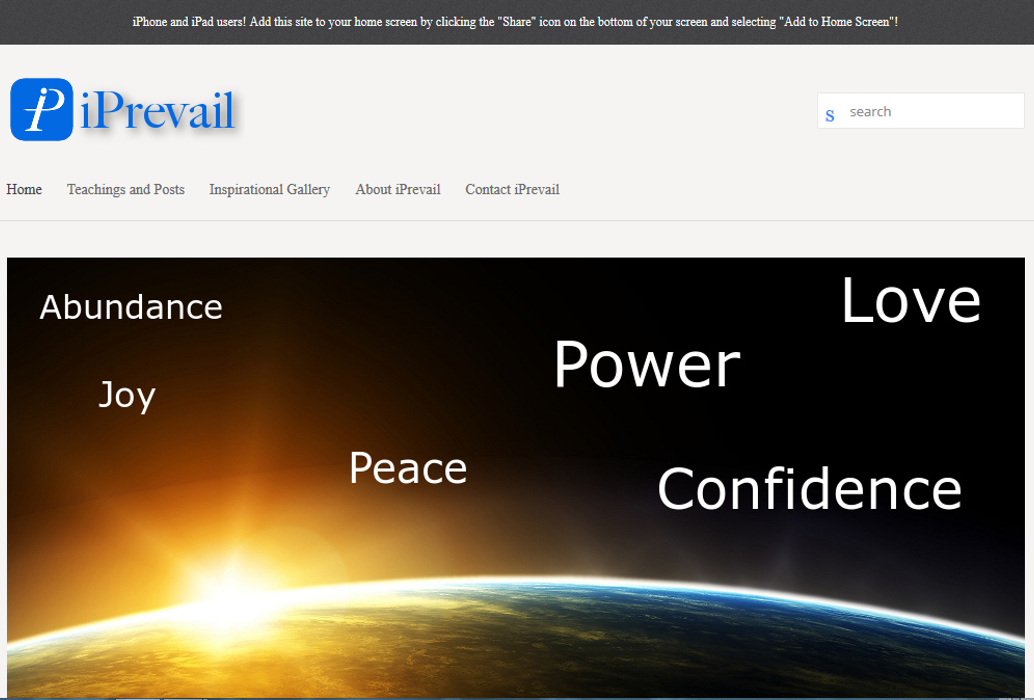 iPhone and iPad users! Add this site to your home screen by clicking the "Share" icon on the bottom of your screen and selecting "Add to Home Screen"!
iP iPrevail
s search
Home Teachings and Posts Inspirational Gallery About iPrevail Contact iPrevail
Abundance
Love
Power
Joy
Peace
Confidence